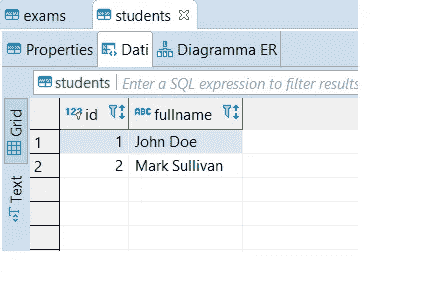 exams students
Properties Dati Diagramma ER
students Enter a SQL expression to filter results
Grid
Text
123 id ABC fullname
1 1 John Doe
2 2 Mark Sullivan